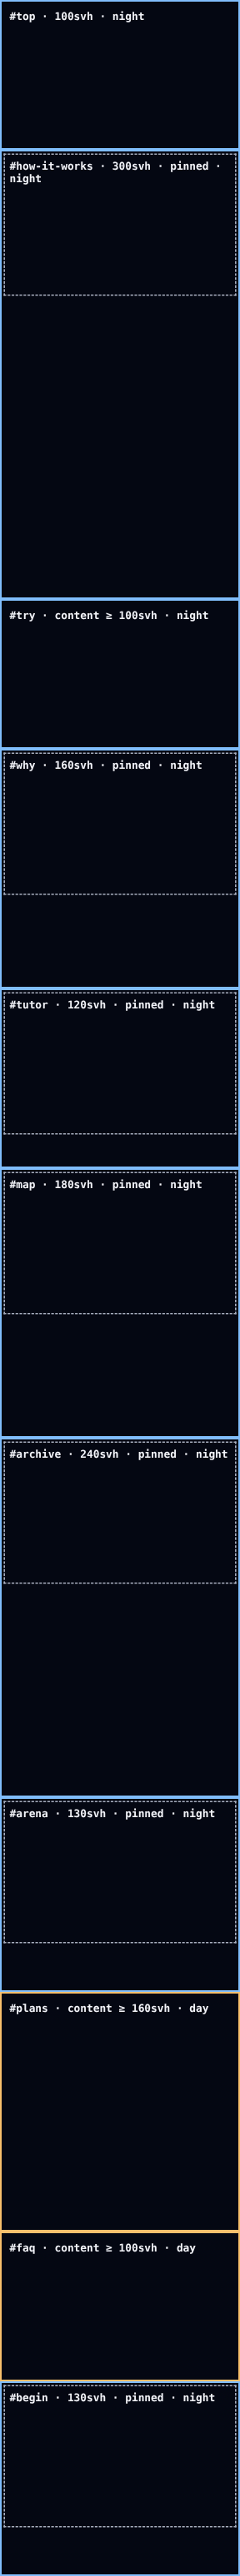 #top · 100svh · night
#how-it-works · 300svh · pinned ·
night
#try · content ≥ 100svh · night
#why · 160svh · pinned · night
#tutor · 120svh · pinned · night
#map · 180svh · pinned · night
#archive · 240svh · pinned · night
#arena · 130svh · pinned · night
#plans · content ≥ 160svh · day
#faq · content ≥ 100svh · day
#begin · 130svh · pinned · night